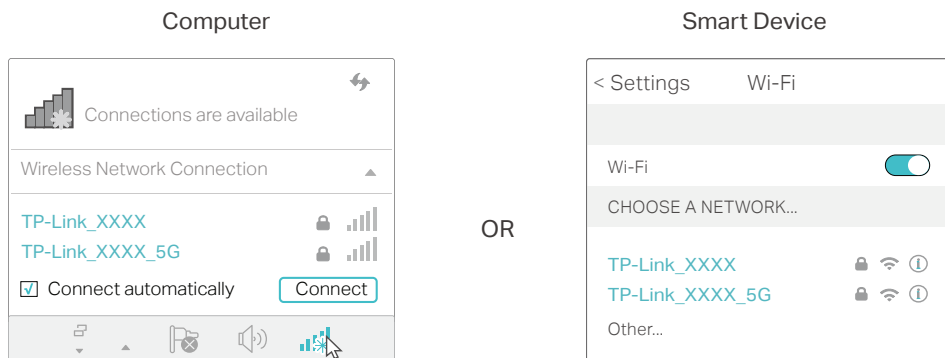 Computer
Connections are available
Wireless Network Connection
TP-Link_XXXX
TP-Link_XXXX_5G
Connect automatically
Connect
OR
Smart Device
< Settings Wi-Fi
Wi-Fi
CHOOSE A NETWORK...
TP-Link_XXXX
TP-Link_XXXX_5G
Other...